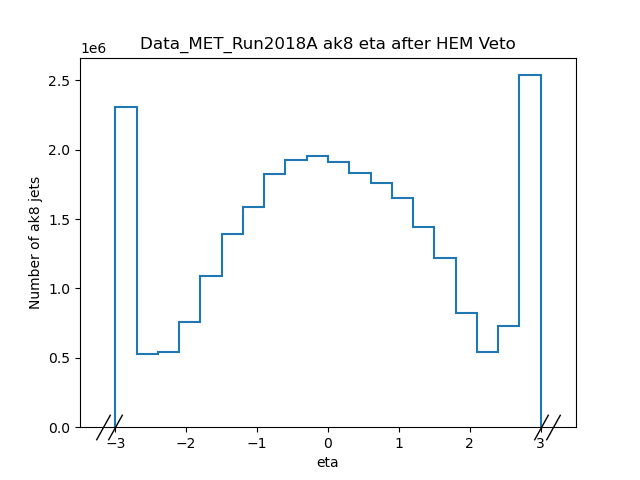 Data_MET_Run2018A ak8 eta after HEM Veto
1e6
2.5
2.0
1.5
1.0
0.5
0.0
Number of ak8 jets
−3 −2 −1 0 1 2 3
eta